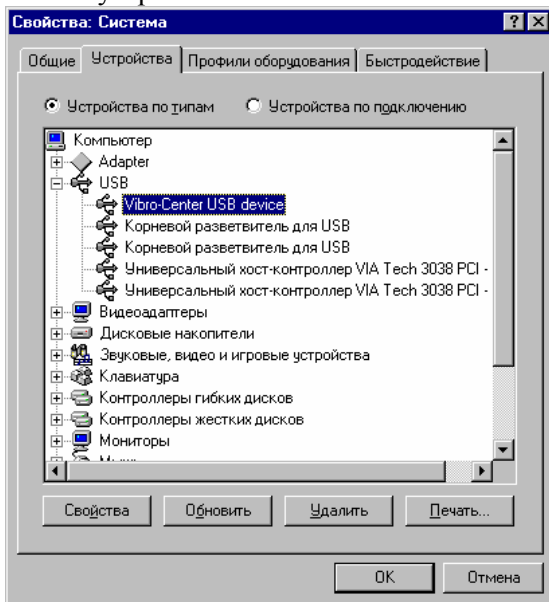 Свойства: Система
Общие Устройства Профили оборудования Быстродействие
Устройства по типам Устройства по подключению
Компьютер
Adapter
USB
Vibro-Center USB device
Корневой разветвитель для USB
Корневой разветвитель для USB
Универсальный хост-контроллер VIA Tech 3038 PCI -
Универсальный хост-контроллер VIA Tech 3038 PCI -
Видеоадаптеры
Дисковые накопители
Звуковые, видео и игровые устройства
Клавиатура
Контроллеры гибких дисков
Контроллеры жестких дисков
Мониторы
Свойства Обновить Удалить Печать...
OK Отмена